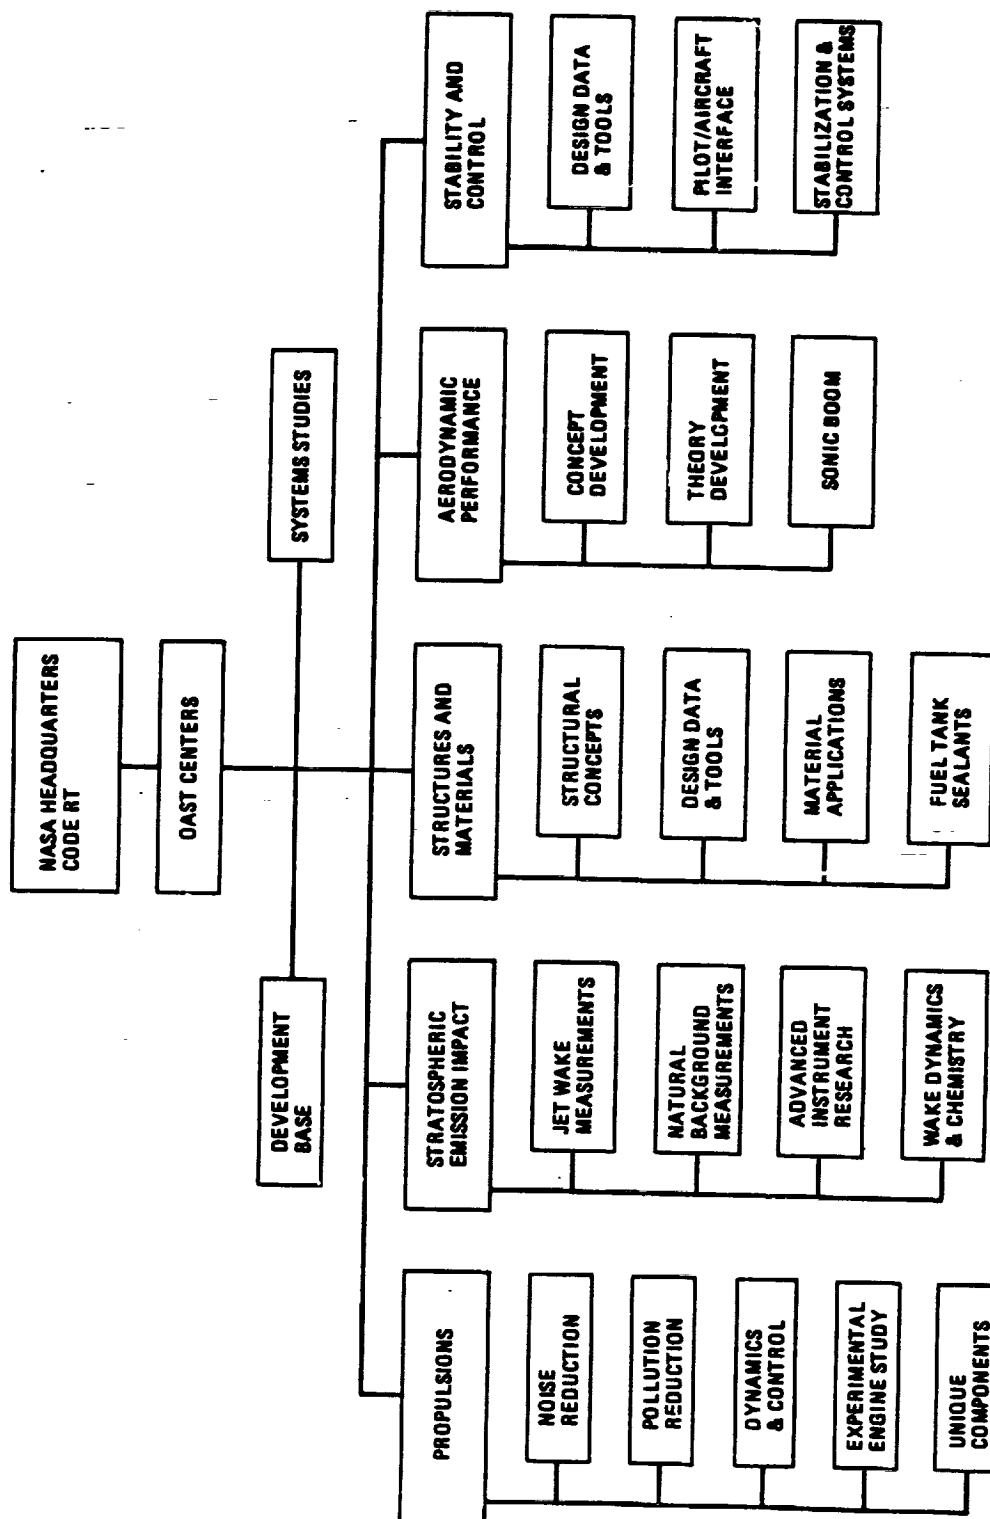 NASA HEADQUARTERS
CODE RT
OAST CENTERS
DEVELOPMENT
BASE
SYSTEMS STUDIES
PROPULSIONS
NOISE
REDUCTION
POLLUTION
REDUCTION
DYNAMICS
& CONTROL
EXPERIMENTAL
ENGINE STUDY
UNIQUE
COMPONENTS
STRATOSPHERIC
EMISSION IMPACT
JET WAKE
MEASUREMENTS
NATURAL
BACKGROUND
MEASUREMENTS
ADVANCED
INSTRUMENT
RESEARCH
WAKE DYNAMICS
& CHEMISTRY
STRUCTURES AND
MATERIALS
STRUCTURAL
CONCEPTS
DESIGN DATA
& TOOLS
MATERIAL
APPLICATIONS
FUEL TANK
SEALANTS
AERODYNAMIC
PERFORMANCE
CONCEPT
DEVELOPMENT
THEORY
DEVELOPMENT
SONIC BOOM
STABILITY AND
CONTROL
DESIGN DATA
& TOOLS
PILOT/AIRCRAFT
INTERFACE
STABILIZATION &
CONTROL SYSTEMS